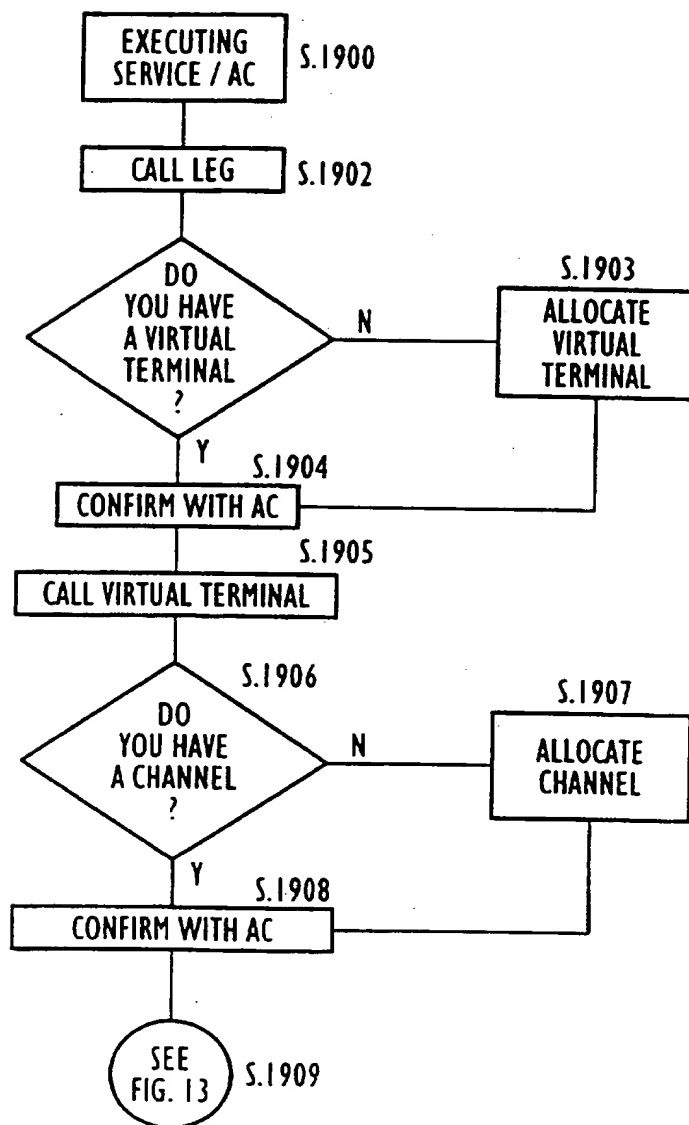 EXECUTING
SERVICE / AC
S.1900
CALL LEG
S.1902
DO
YOU HAVE
A VIRTUAL
TERMINAL
?
N
S.1903
ALLOCATE
VIRTUAL
TERMINAL
Y
S.1904
CONFIRM WITH AC
S.1905
CALL VIRTUAL TERMINAL
S.1906
DO
YOU HAVE
A CHANNEL
?
N
S.1907
ALLOCATE
CHANNEL
Y
S.1908
CONFIRM WITH AC
SEE
FIG. 13
S.1909